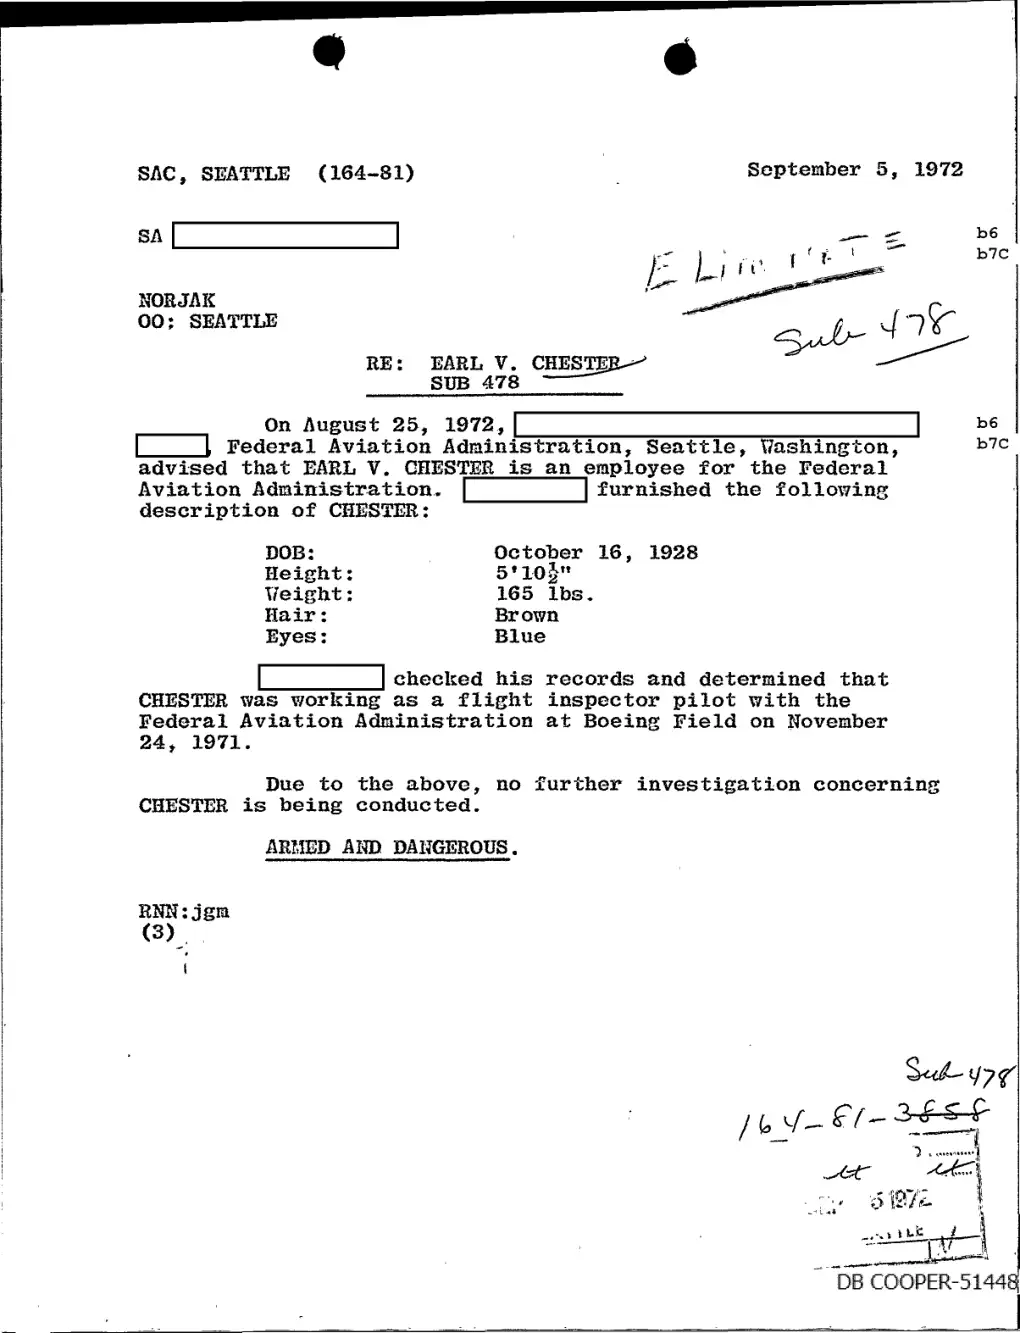 SAC, SEATTLE (164-81) September 5, 1972
SA b6
b7C
ELIMINATE
NORJAK
OO: SEATTLE
Sub 478
RE: EARL V. CHESTER
SUB 478
On August 25, 1972, b6
, Federal Aviation Administration, Seattle, Washington, b7C
advised that EARL V. CHESTER is an employee for the Federal
Aviation Administration. furnished the following
description of CHESTER:
DOB: October 16, 1928
Height: 5'10½"
Weight: 165 lbs.
Hair: Brown
Eyes: Blue
checked his records and determined that
CHESTER was working as a flight inspector pilot with the
Federal Aviation Administration at Boeing Field on November
24, 1971.
Due to the above, no further investigation concerning
CHESTER is being conducted.
ARMED AND DANGEROUS.
RNN:jgm
(3)
Sub 478
164-81-3858
5 1972
DB COOPER-51448